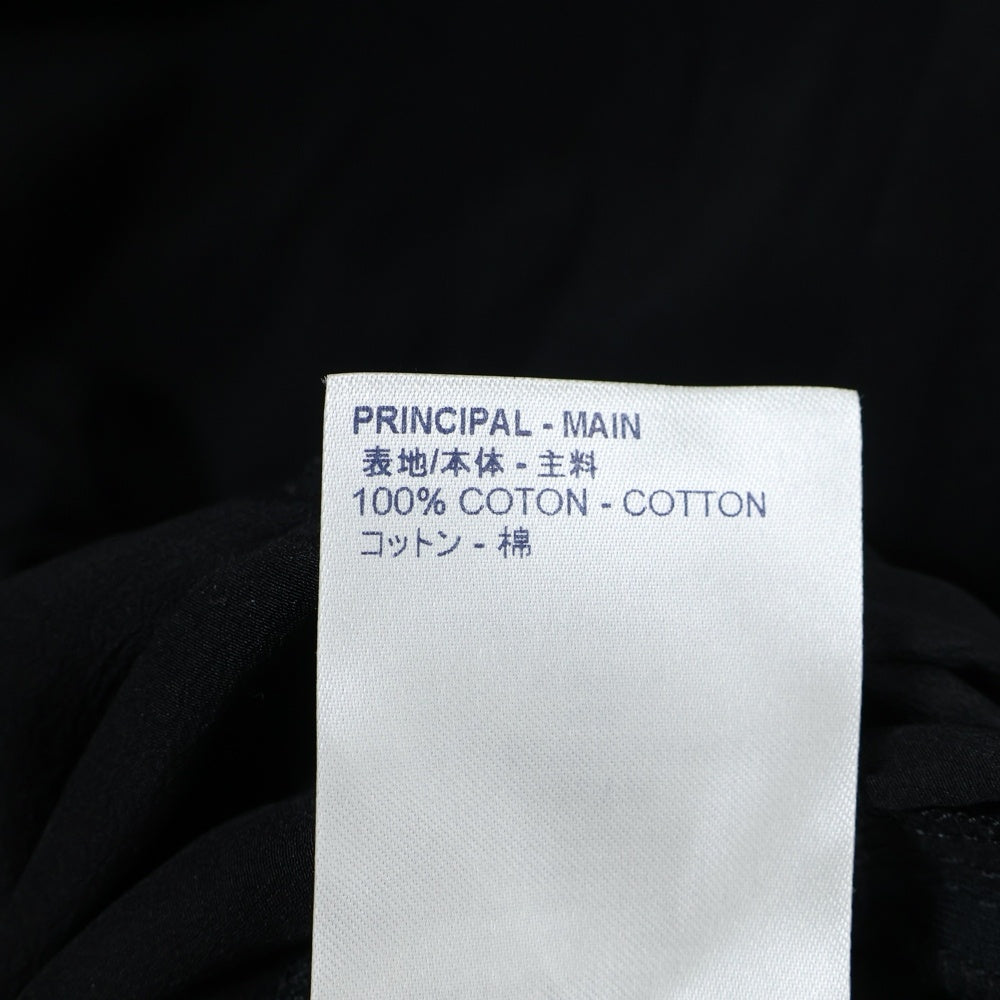 PRINCIPAL - MAIN
表地/本体 - 主料
100% COTON - COTTON
コットン - 棉